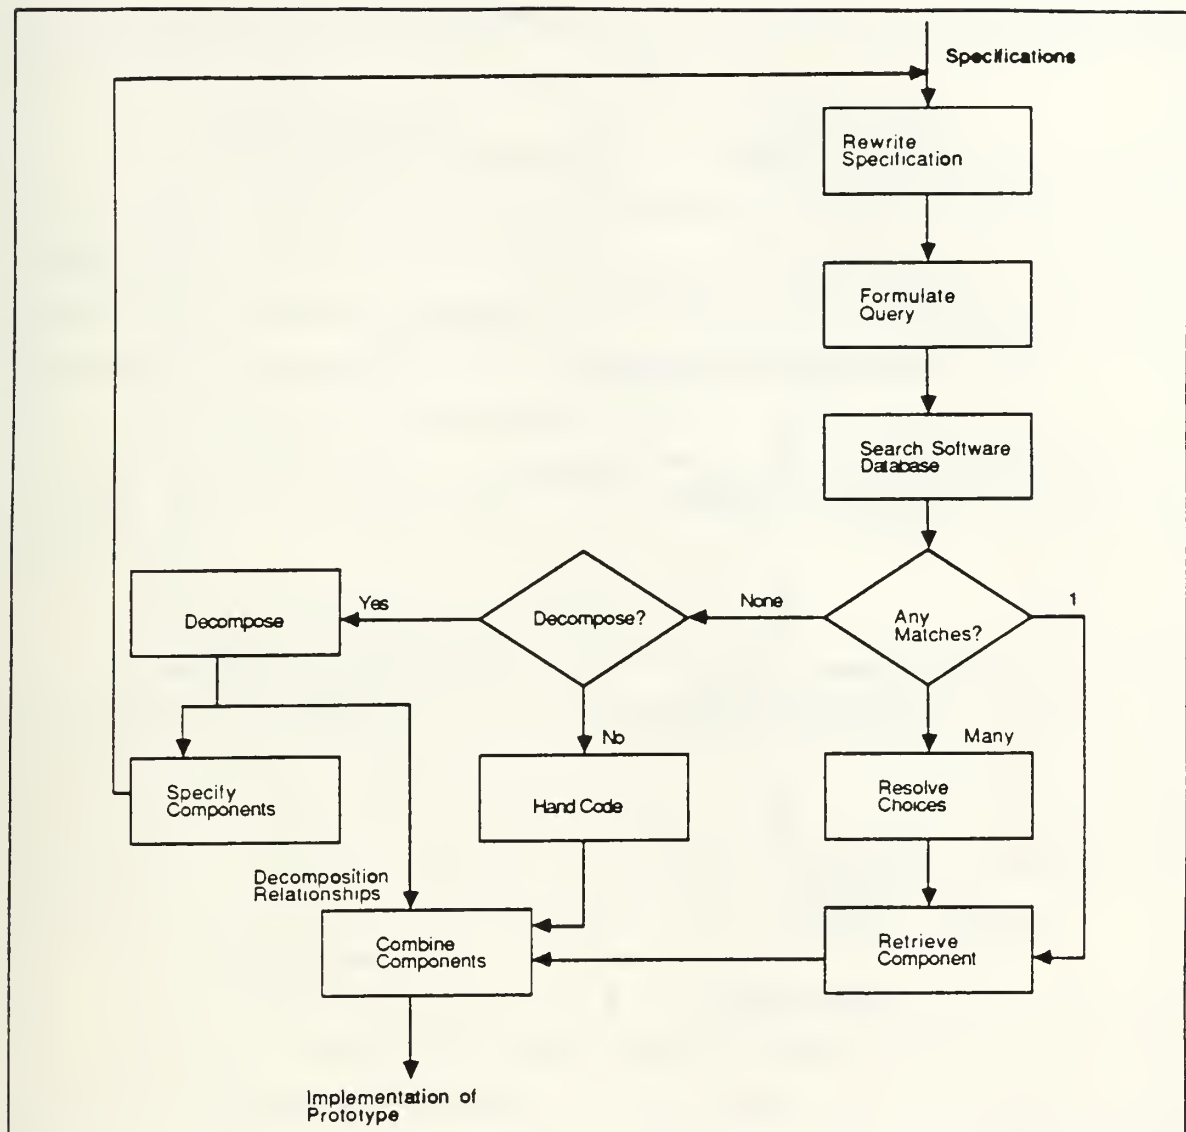 Specifications
Rewrite
Specification
Formulate
Query
Search Software
Database
Any
Matches?
None
1
Many
Decompose?
Yes
No
Decompose
Specify
Components
Hand Code
Resolve
Choices
Decomposition
Relationships
Combine
Components
Retrieve
Component
Implementation of
Prototype